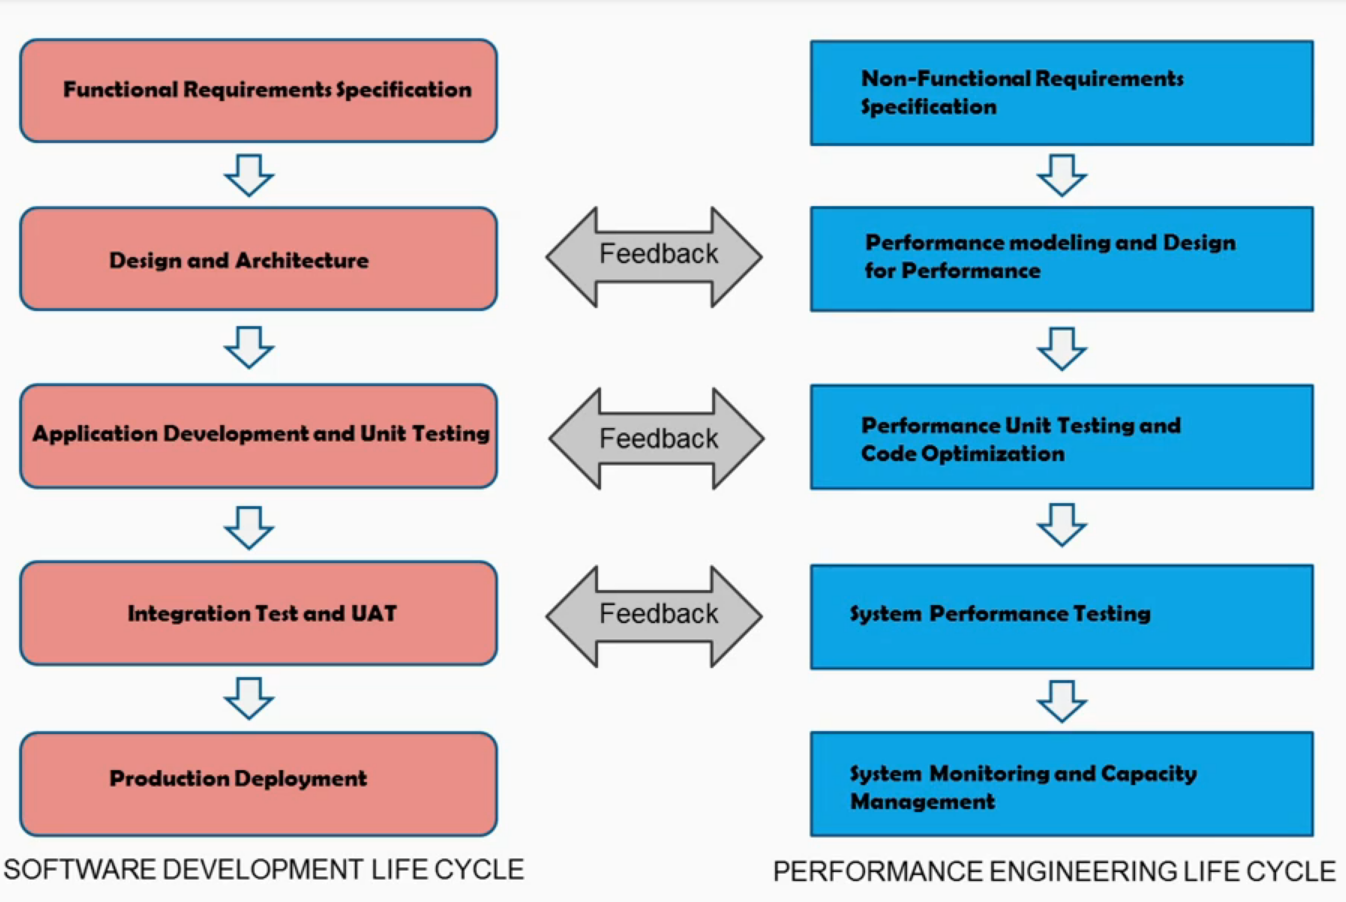 Functional Requirements Specification
Non-Functional Requirements
Specification
Design and Architecture
Feedback
Performance modeling and Design
for Performance
Application Development and Unit Testing
Feedback
Performance Unit Testing and
Code Optimization
Integration Test and UAT
Feedback
System Performance Testing
Production Deployment
System Monitoring and Capacity
Management
SOFTWARE DEVELOPMENT LIFE CYCLE
PERFORMANCE ENGINEERING LIFE CYCLE